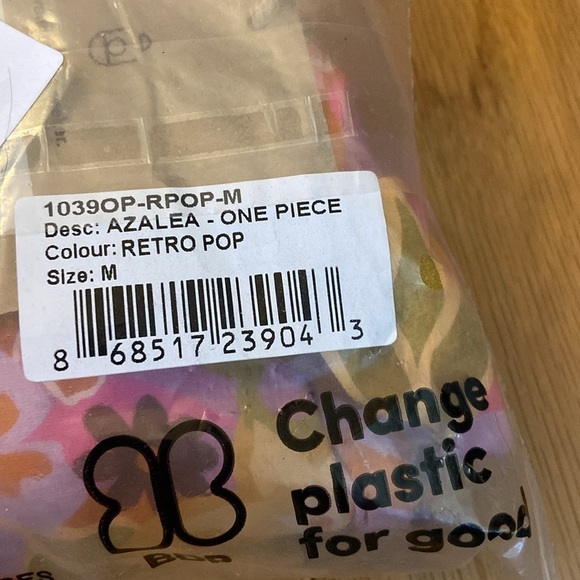 1039OP-RPOP-M
Desc: AZALEA - ONE PIECE
Colour: RETRO POP
Size: M
8 68517 23904 3
Change
plastic
for good